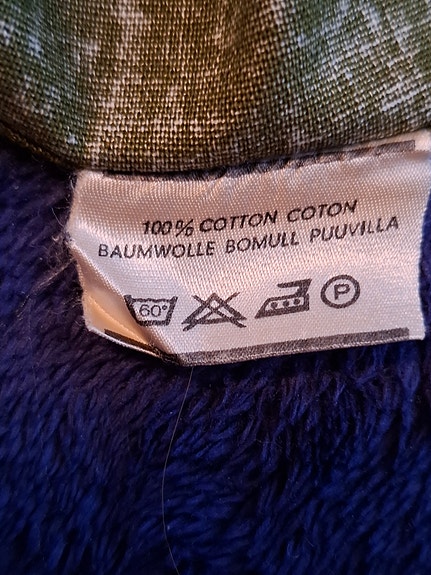 100% COTTON COTON
BAUMWOLLE BOMULL PUUVILLA
60° P